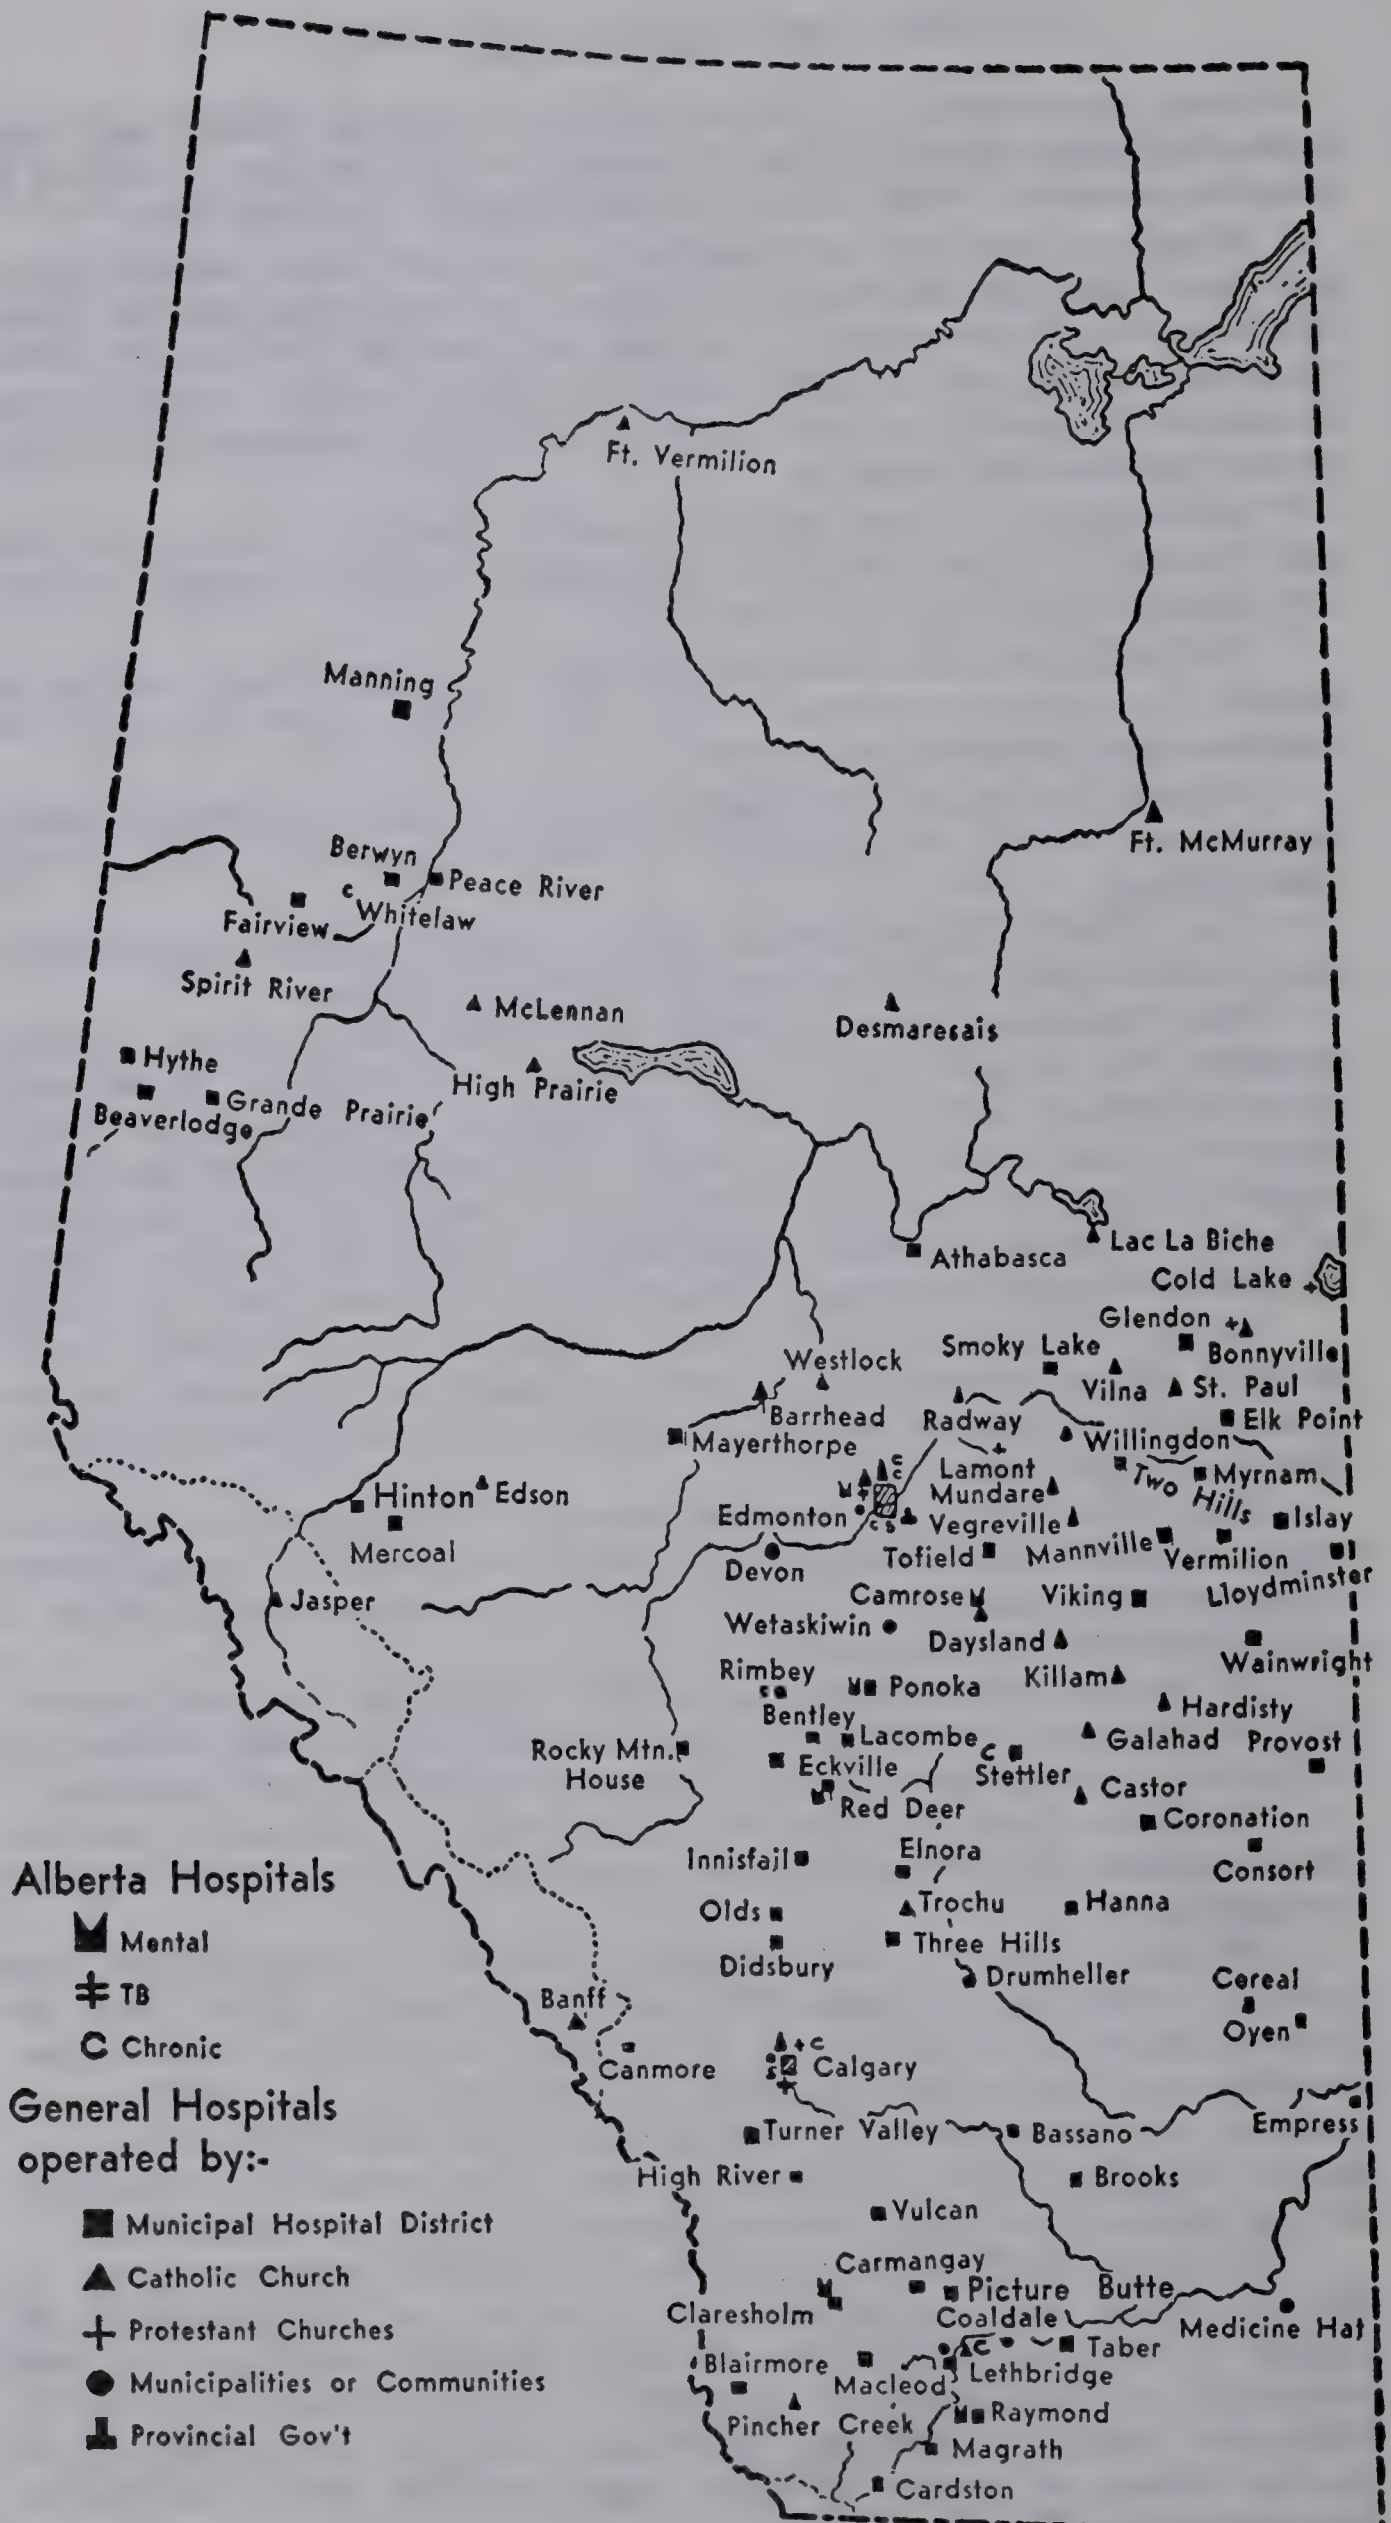 Ft. Vermilion
Manning
Ft. McMurray
Berwyn
C
Peace River
Whitelaw
Fairview
Spirit River
McLennan
Desmaresais
Hythe
High Prairie
Grande Prairie
Beaverlodge
Lac La Biche
Athabasca
Cold Lake
Glendon
Smoky Lake
Bonnyville
Westlock
Vilna
St. Paul
Barrhead
Radway
Elk Point
Mayerthorpe
Willingdon
Lamont
Two Hills
Myrnam
Hinton
Edson
C
C
M
Mundare
Edmonton
C S
Vegreville
Islay
Mercoal
Devon
Tofield
Mannville
Vermilion
Lloydminster
Jasper
Camrose M
Viking
Wetaskiwin
Daysland
Wainwright
Rimbey
C
M
Ponoka
Killam
Hardisty
Bentley
Lacombe
Galahad
Provost
Rocky Mtn.
House
Eckville
C
Stettler
Castor
M
Red Deer
Coronation
Innisfail
Elnora
Consort
Olds
Trochu
Hanna
Didsbury
Three Hills
Drumheller
Cereal
Oyen
Banff
Canmore
C
S
Calgary
Turner Valley
Bassano
Empress
High River
Brooks
Vulcan
Carmangay
M
Picture Butte
Claresholm
Coaldale
Medicine Hat
C
Taber
Blairmore
Macleod
Lethbridge
Pincher Creek
M
Raymond
Magrath
Cardston
Alberta Hospitals
M Mental
TB
C Chronic
General Hospitals
operated by:-
Municipal Hospital District
Catholic Church
Protestant Churches
Municipalities or Communities
Provincial Gov't